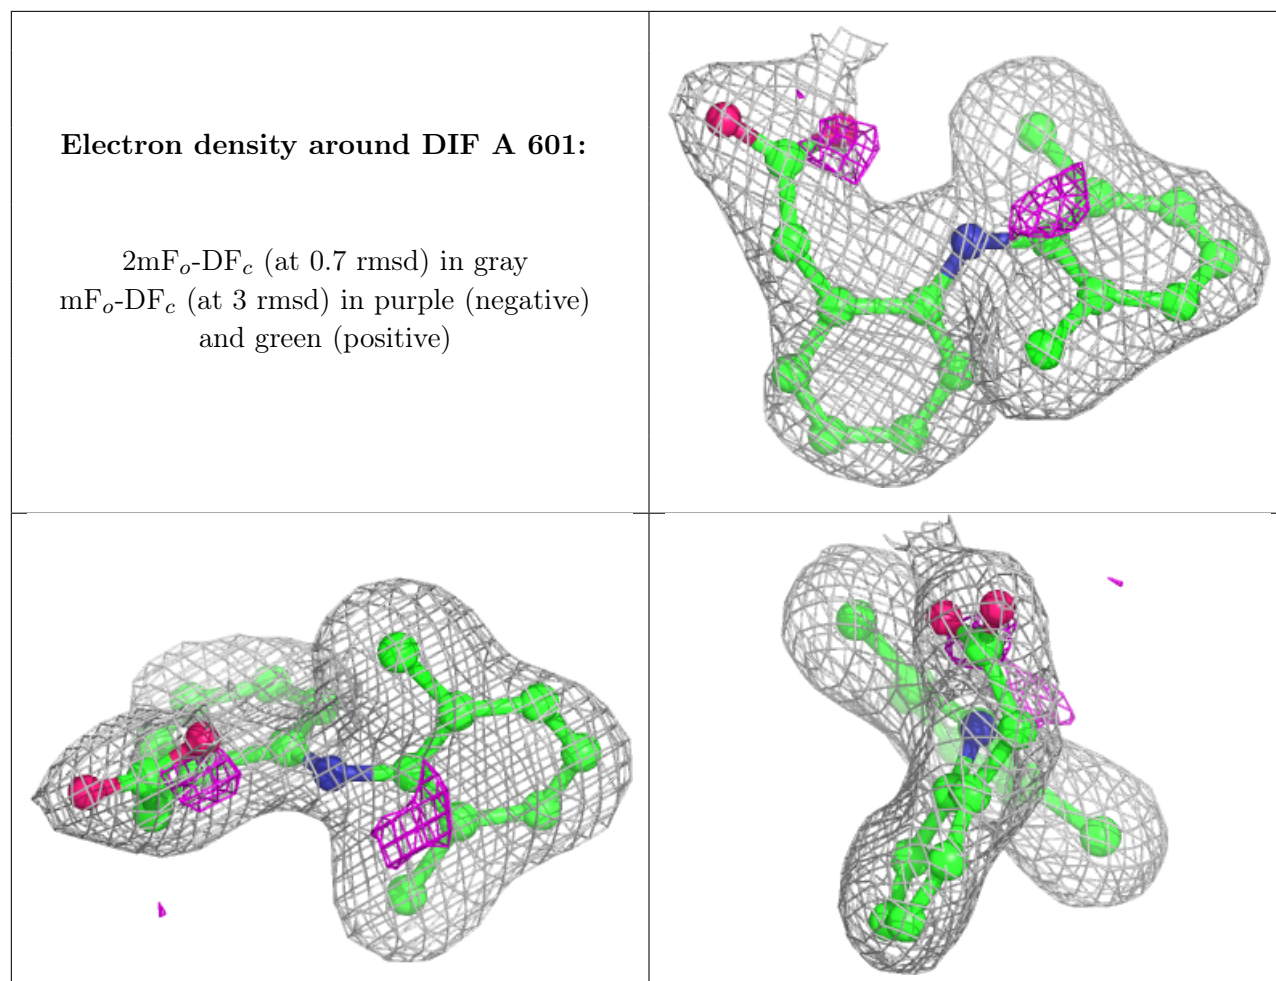 Electron density around DIF A 601:
2mFo-DFc (at 0.7 rmsd) in gray
mFo-DFc (at 3 rmsd) in purple (negative)
and green (positive)